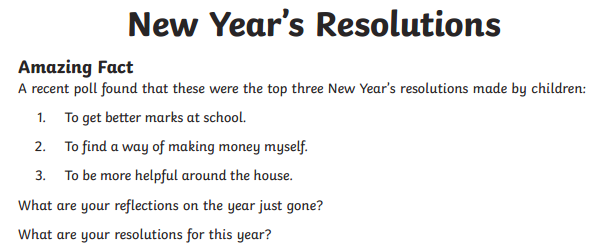 New Year's Resolutions
Amazing Fact
A recent poll found that these were the top three New Year's resolutions made by children:
1. To get better marks at school.
2. To find a way of making money myself.
3. To be more helpful around the house.
What are your reflections on the year just gone?
What are your resolutions for this year?